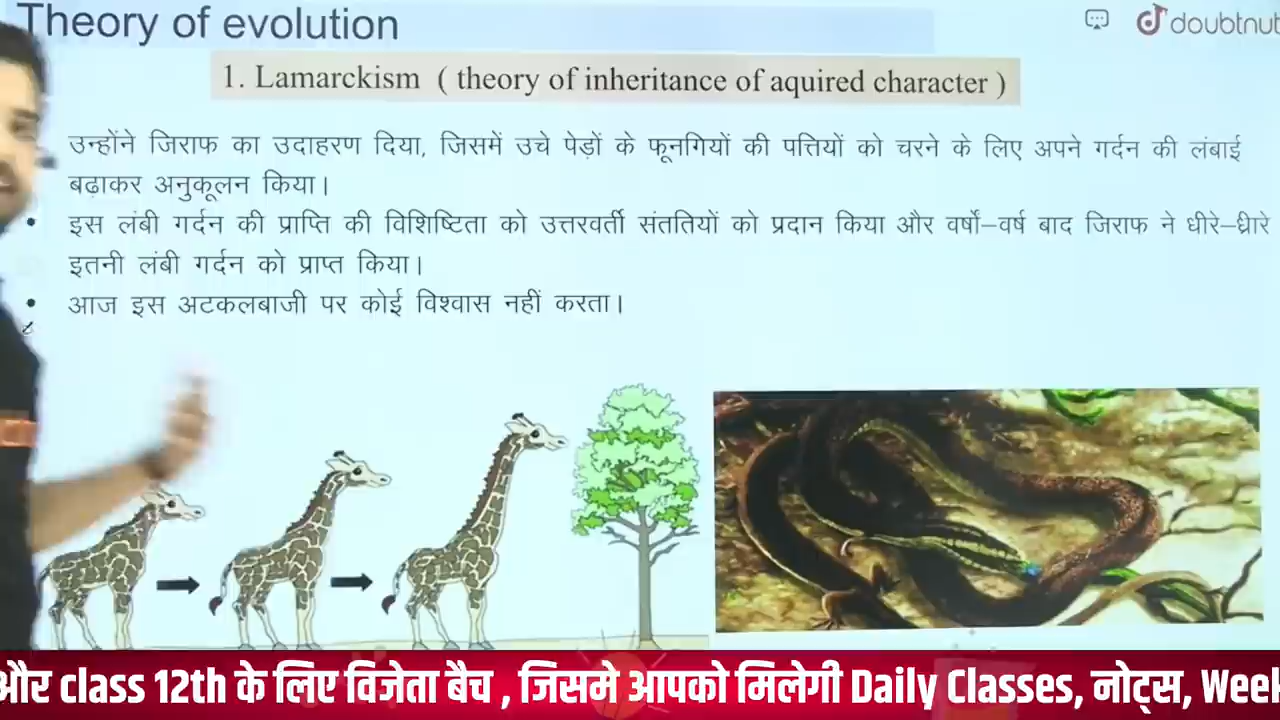 Theory of evolution
doubtnut
1. Lamarckism ( theory of inheritance of aquired character )
उन्होंने जिराफ का उदाहरण दिया, जिसमें उचे पेड़ों के फूनगियों की पत्तियों को चरने के लिए अपने गर्दन की लंबाई
बढ़ाकर अनुकूलन किया।
• इस लंबी गर्दन की प्राप्ति की विशिष्टिता को उत्तरवर्ती संततियों को प्रदान किया और वर्षों–वर्ष बाद जिराफ ने धीरे–धीरे
इतनी लंबी गर्दन को प्राप्त किया।
• आज इस अटकलबाजी पर कोई विश्वास नहीं करता।
और class 12th के लिए विजेता बैच , जिसमे आपको मिलेगी Daily Classes, नोट्स, Week